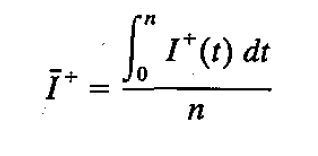 Ī⁺ = ∫₀ⁿ I⁺(t) dt / n